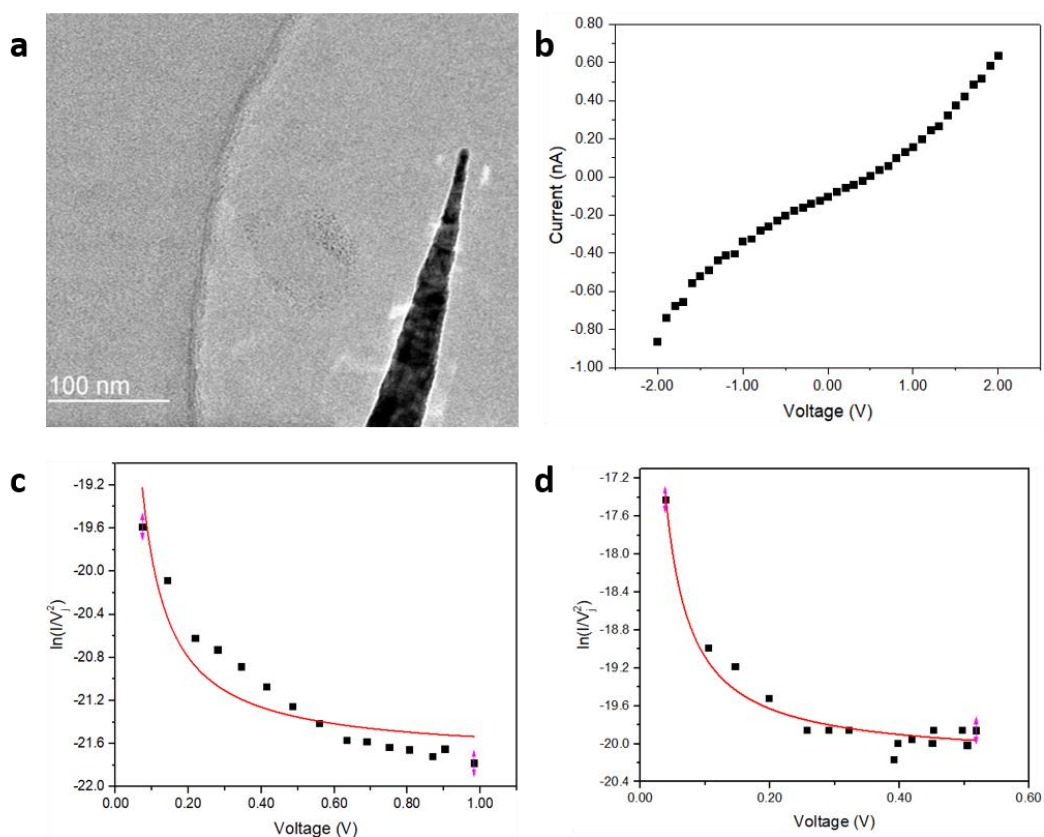 a
100 nm
b
0.80
0.60
0.40
0.20
0.00
-0.20
-0.40
-0.60
-0.80
-1.00
Current (nA)
-2.00 -1.00 0.00 1.00 2.00
Voltage (V)
c
-19.2
-19.6
-20.0
-20.4
-20.8
-21.2
-21.6
-22.0
ln(I/Vj²)
0.00 0.20 0.40 0.60 0.80 1.00
Voltage (V)
d
-17.2
-17.6
-18.0
-18.4
-18.8
-19.2
-19.6
-20.0
-20.4
ln(I/Vj²)
0.00 0.20 0.40 0.60
Voltage (V)